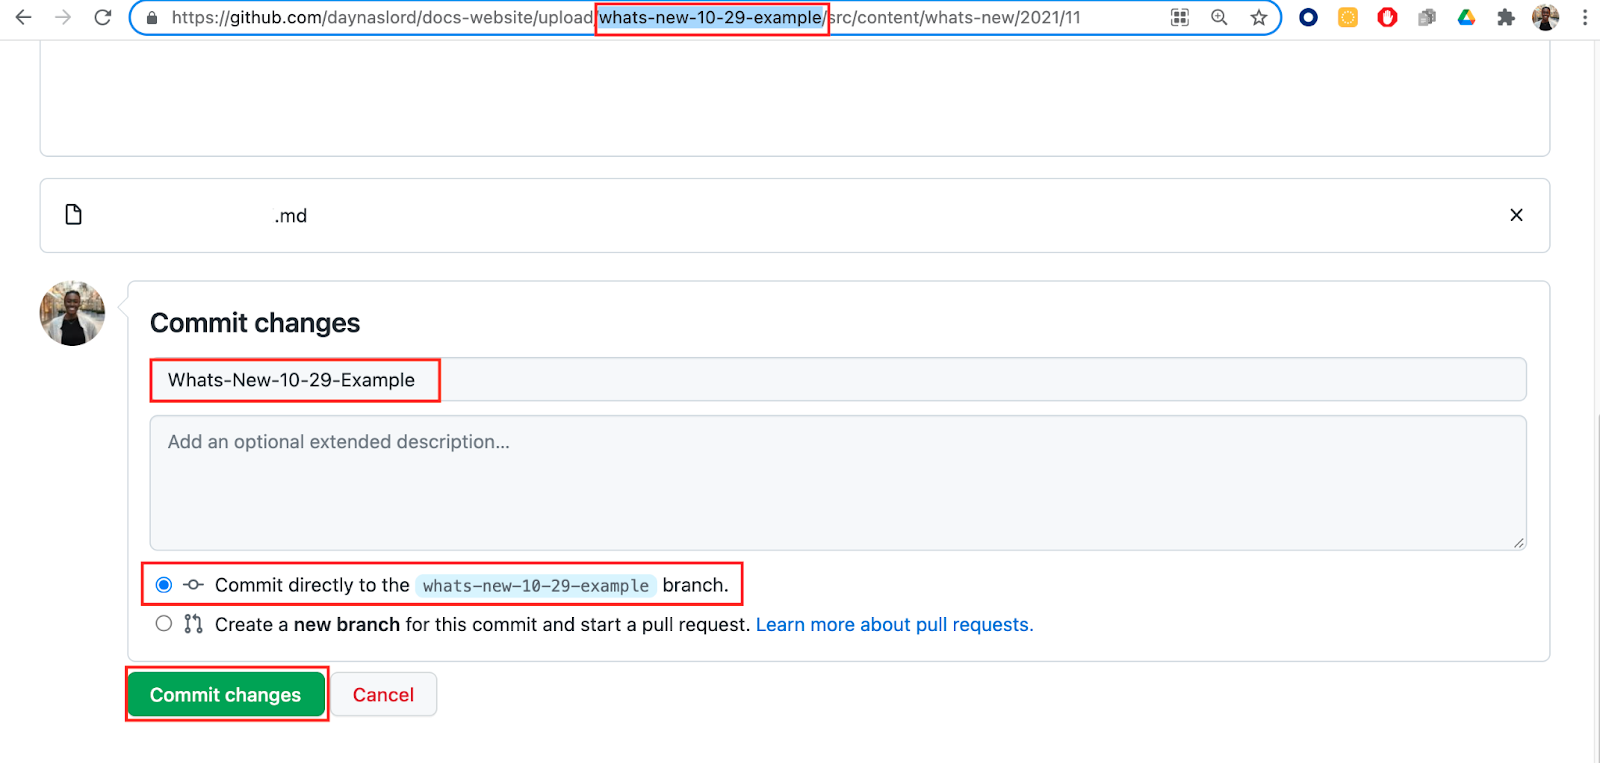 https://github.com/daynaslord/docs-website/upload/whats-new-10-29-example/src/content/whats-new/2021/11
.md
Commit changes
Whats-New-10-29-Example
Add an optional extended description...
Commit directly to the whats-new-10-29-example branch.
Create a new branch for this commit and start a pull request. Learn more about pull requests.
Commit changes Cancel